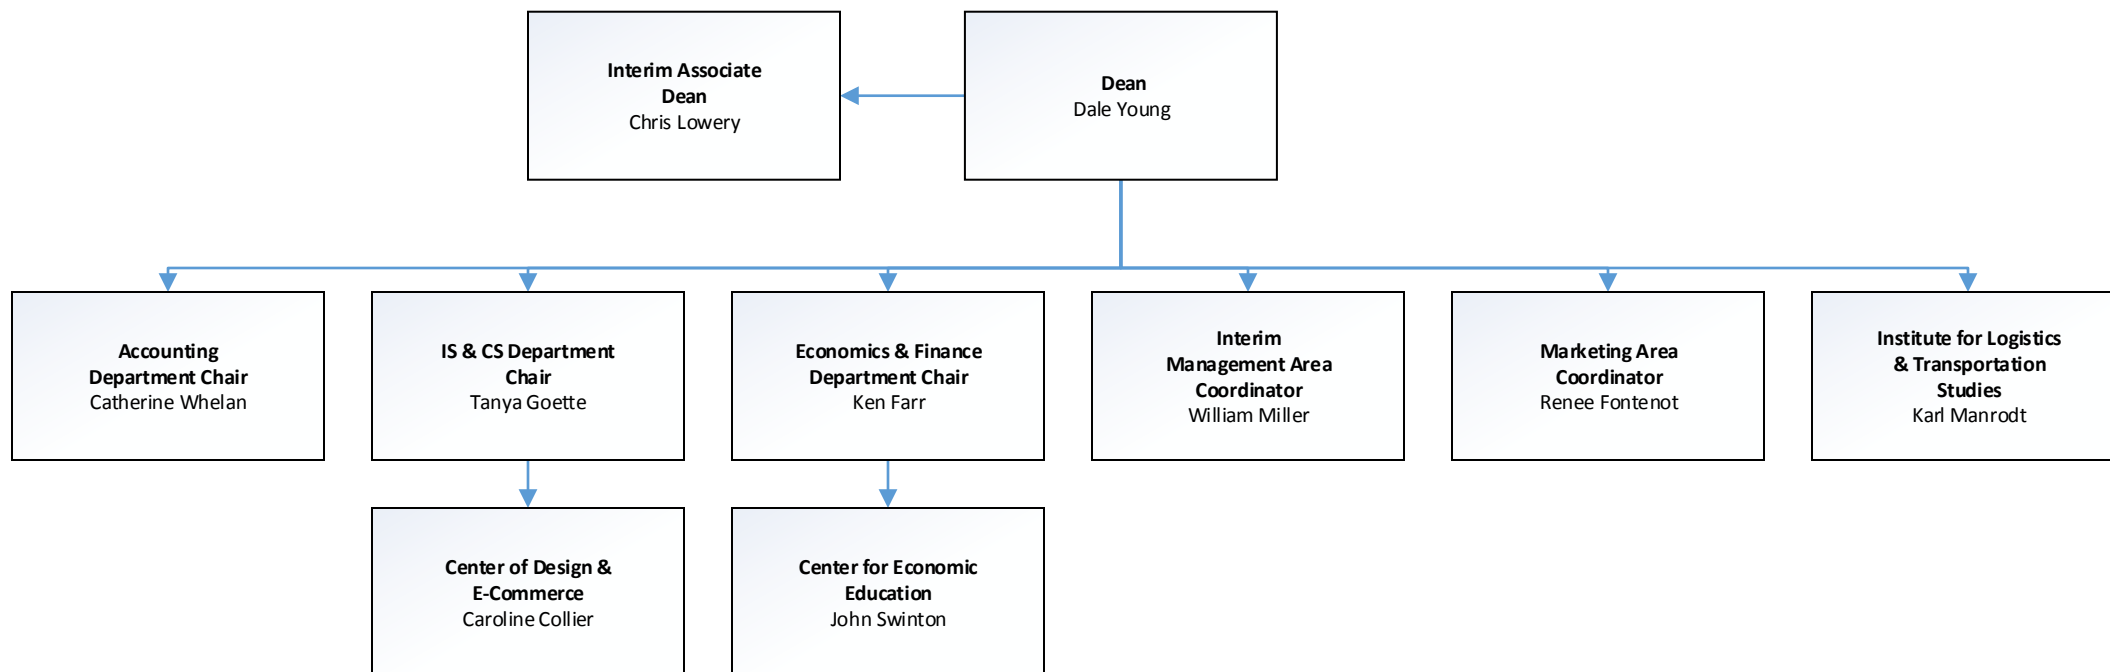 Interim Associate
Dean
Chris Lowery
Dean
Dale Young
Accounting
Department Chair
Catherine Whelan
IS & CS Department
Chair
Tanya Goette
Economics & Finance
Department Chair
Ken Farr
Interim
Management Area
Coordinator
William Miller
Marketing Area
Coordinator
Renee Fontenot
Institute for Logistics
& Transportation
Studies
Karl Manrodt
Center of Design &
E-Commerce
Caroline Collier
Center for Economic
Education
John Swinton